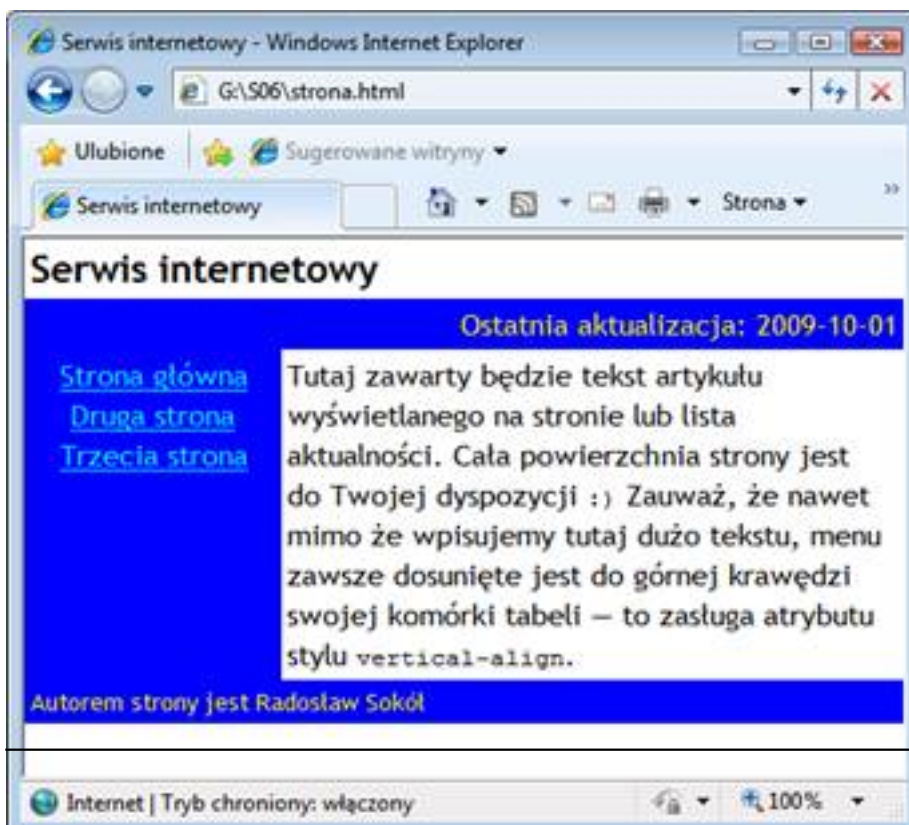 Serwis internetowy - Windows Internet Explorer
G:\S06\strona.html
Ulubione
Sugerowane witryny
Serwis internetowy
Strona
Serwis internetowy
Ostatnia aktualizacja: 2009-10-01
Strona główna
Druga strona
Trzecia strona
Tutaj zawarty będzie tekst artykułu
wyświetlanego na stronie lub lista
aktualności. Cała powierzchnia strony jest
do Twojej dyspozycji :) Zauważ, że nawet
mimo że wpisujemy tutaj dużo tekstu, menu
zawsze dosunięte jest do górnej krawędzi
swojej komórki tabeli — to zasługa atrybutu
stylu vertical-align.
Autorem strony jest Radosław Sokół
Internet | Tryb chroniony: włączony
100%